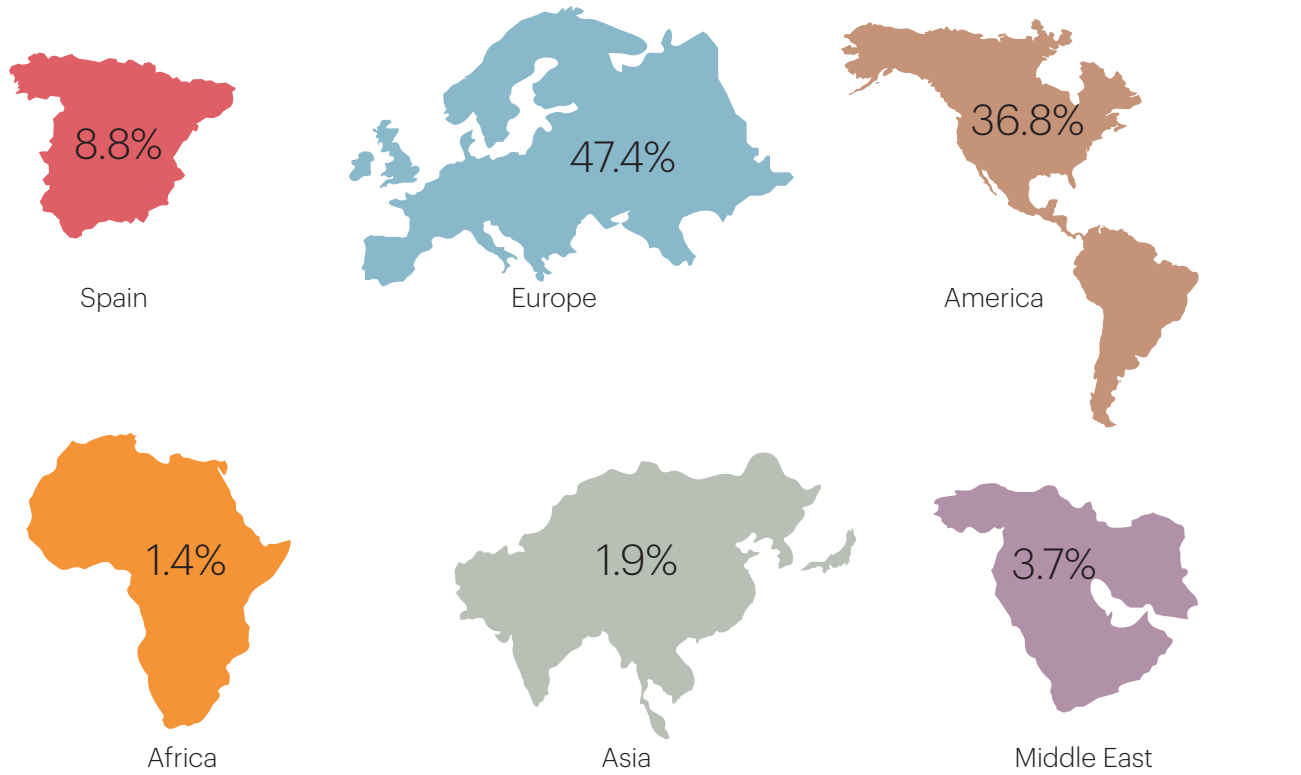 8.8%
Spain
47.4%
Europe
36.8%
America
1.4%
Africa
1.9%
Asia
3.7%
Middle East